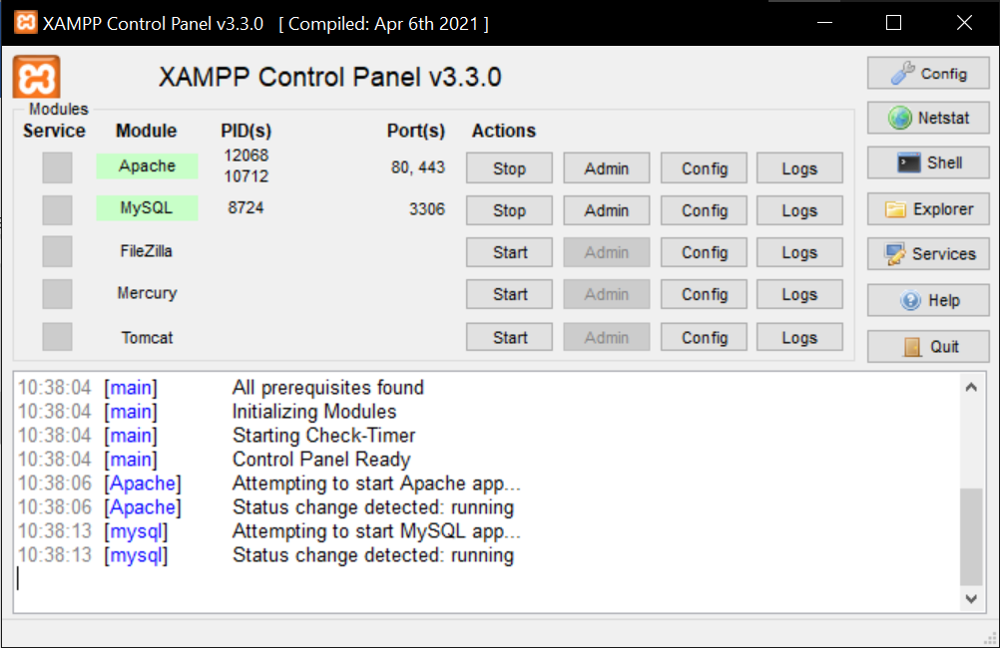 XAMPP Control Panel v3.3.0 [ Compiled: Apr 6th 2021 ]
XAMPP Control Panel v3.3.0
Config
Modules
Service Module PID(s) Port(s) Actions
Netstat
Apache 12068 10712 80, 443 Stop Admin Config Logs
Shell
MySQL 8724 3306 Stop Admin Config Logs
Explorer
FileZilla Start Admin Config Logs
Services
Mercury Start Admin Config Logs
Help
Tomcat Start Admin Config Logs
Quit
10:38:04 [main] All prerequisites found
10:38:04 [main] Initializing Modules
10:38:04 [main] Starting Check-Timer
10:38:04 [main] Control Panel Ready
10:38:06 [Apache] Attempting to start Apache app...
10:38:06 [Apache] Status change detected: running
10:38:13 [mysql] Attempting to start MySQL app...
10:38:13 [mysql] Status change detected: running